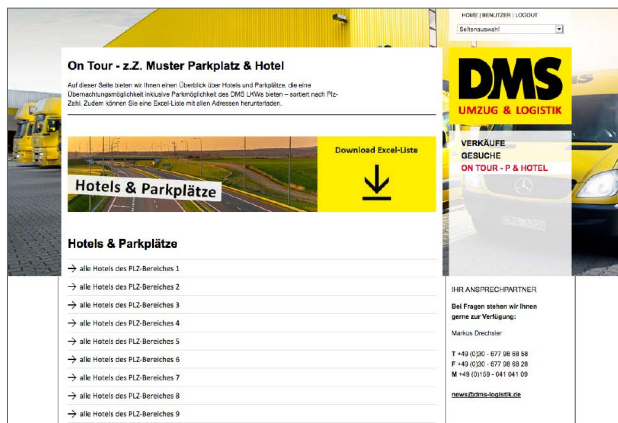 HOME | BENUTZER | LOGOUT
Seitenauswahl
On Tour - z.Z. Muster Parkplatz & Hotel
Auf dieser Seite bieten wir Ihnen einen Überblick über Hotels und Parkplätze, die eine
Übernachtungsmöglichkeit inklusive Parkmöglichkeit des DMS LKWs bieten – sortiert nach Plz-
Zahl. Zudem können Sie eine Excel-Liste mit allen Adressen herunterladen.
DMS
UMZUG & LOGISTIK
VERKÄUFE
GESUCHE
ON TOUR - P & HOTEL
Download Excel-Liste
Hotels & Parkplätze
Hotels & Parkplätze
→ alle Hotels des PLZ-Bereiches 1
→ alle Hotels des PLZ-Bereiches 2
→ alle Hotels des PLZ-Bereiches 3
→ alle Hotels des PLZ-Bereiches 4
→ alle Hotels des PLZ-Bereiches 5
→ alle Hotels des PLZ-Bereiches 6
→ alle Hotels des PLZ-Bereiches 7
→ alle Hotels des PLZ-Bereiches 8
→ alle Hotels des PLZ-Bereiches 9
IHR ANSPRECHPARTNER
Bei Fragen stehen wir Ihnen
gerne zur Verfügung:
Markus Drechsler
T +49 (0)30 - 677 98 68 58
F +49 (0)30 - 677 98 68 28
M +49 (0)159 - 041 041 09
news@dms-logistik.de